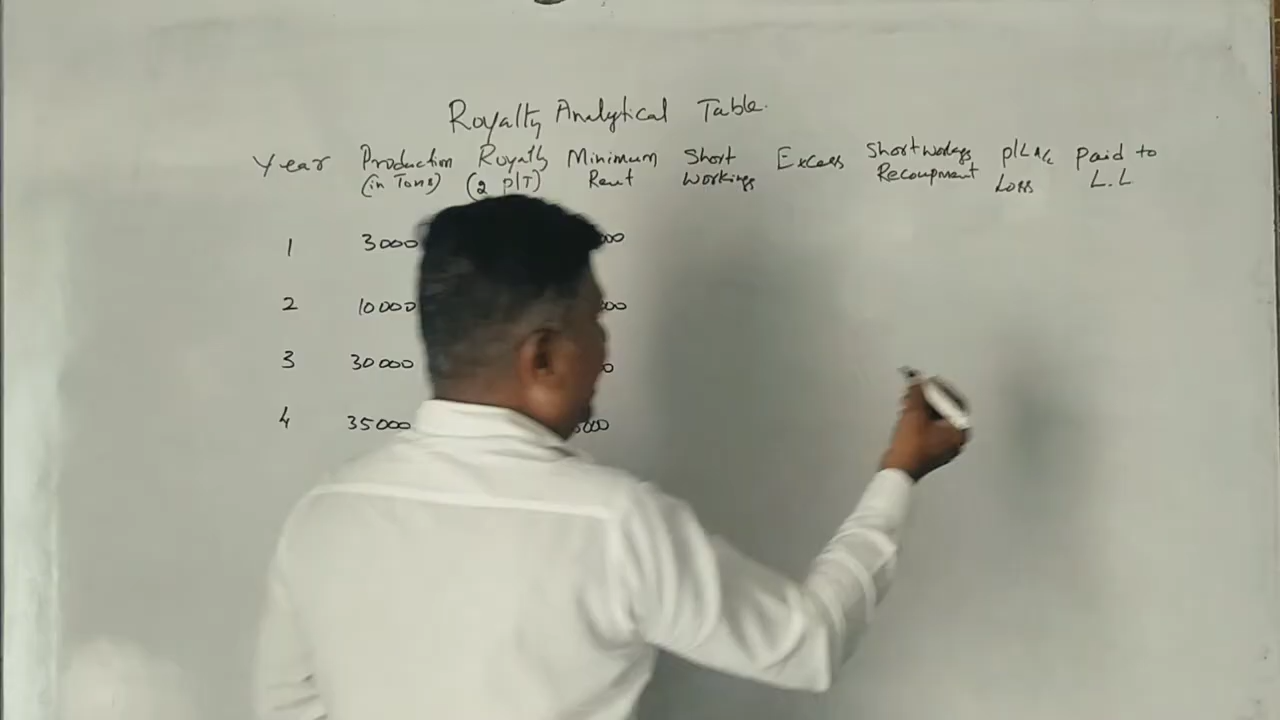 Royalty Analytical Table.
Year Production Royalty Minimum Short Excess Shortworkings P/L A/c Paid to
(in Tons) (2 P/T) Rent Workings Recoupment Loss L.L
1 3000
2 10000
3 30000
4 35000